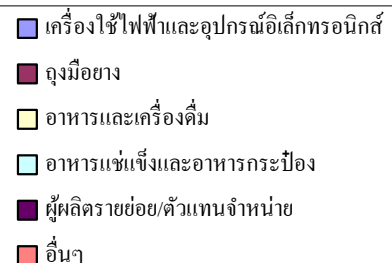 เครื่องใช้ไฟฟ้าและอุปกรณ์อิเล็กทรอนิกส์
ถุงมือยาง
อาหารและเครื่องดื่ม
อาหารแช่แข็งและอาหารกระป๋อง
ผู้ผลิตรายย่อย/ตัวแทนจำหน่าย
อื่นๆ